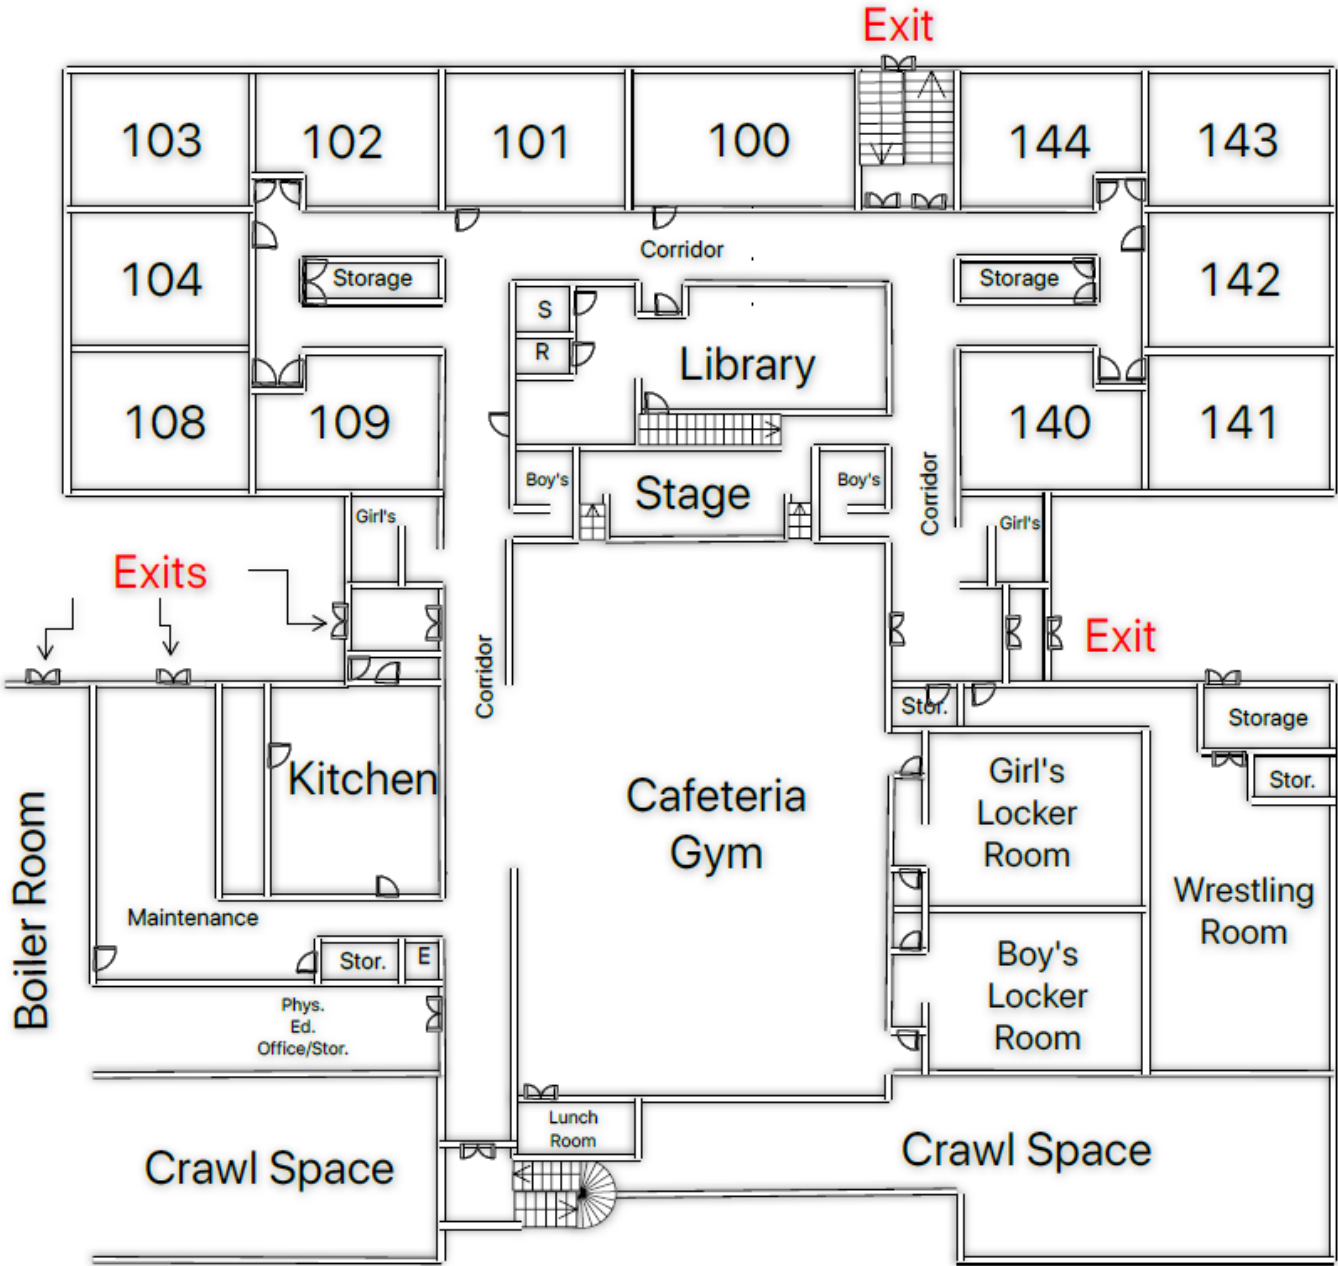 Exit
103
102
101
100
144
143
Corridor
104
Storage
Storage
142
S
R
Library
108
109
140
141
Boy's
Stage
Boy's
Corridor
Girl's
Girl's
Exits
Exit
Corridor
Stor.
Storage
Kitchen
Girl's
Locker
Room
Stor.
Cafeteria
Gym
Boiler Room
Wrestling
Room
Maintenance
Stor.
E
Boy's
Locker
Room
Phys.
Ed.
Office/Stor.
Lunch
Room
Crawl Space
Crawl Space